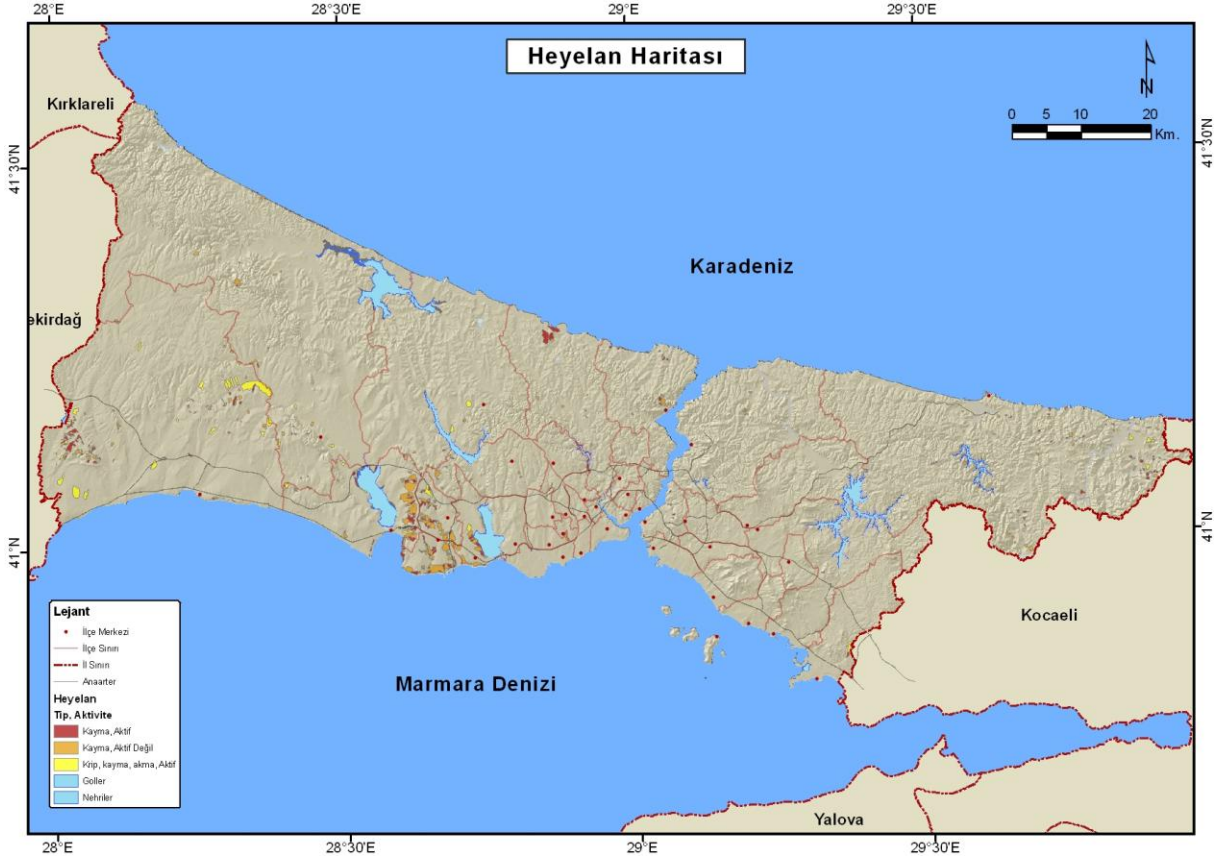 28°E 28°30'E 29°E 29°30'E
Heyelan Haritası
N
0 5 10 20
Km.
Kırklareli
41°30'N
41°30'N
Karadeniz
ekirdağ
41°N
41°N
Kocaeli
Marmara Denizi
Yalova
Lejant
İlçe Merkezi
İlçe Sınırı
İl Sınırı
Anaarter
Heyelan
Tip, Aktivite
Kayma, Aktif
Kayma, Aktif Değil
Krip, kayma, akma, Aktif
Goller
Nehriler
28°E 28°30'E 29°E 29°30'E